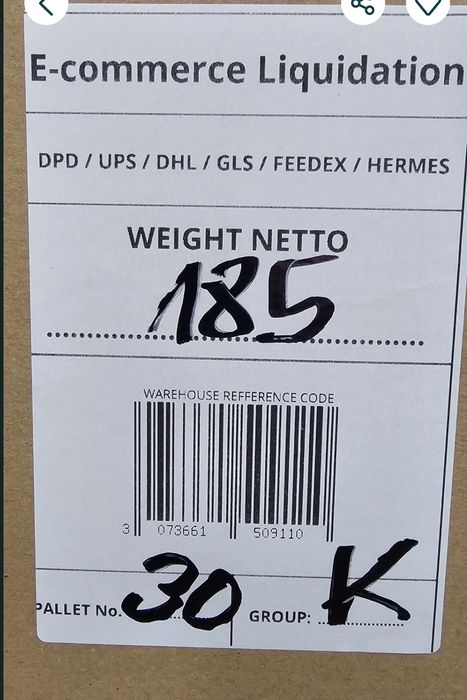 E-commerce Liquidation
DPD / UPS / DHL / GLS / FEEDEX / HERMES
WEIGHT NETTO
185
WAREHOUSE REFFERENCE CODE
3 073661 509110
PALLET No. 30 GROUP: K